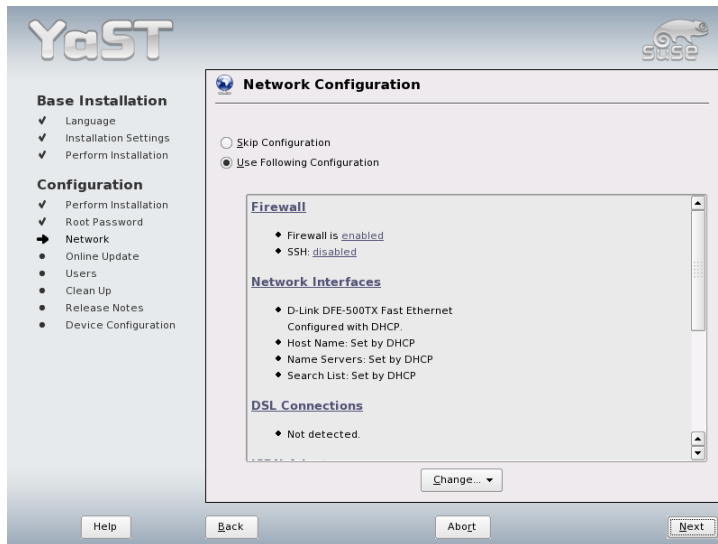 YaST
SUSE
Base Installation
Language
Installation Settings
Perform Installation
Configuration
Perform Installation
Root Password
Network
Online Update
Users
Clean Up
Release Notes
Device Configuration
Network Configuration
Skip Configuration
Use Following Configuration
Firewall
Firewall is enabled
SSH: disabled
Network Interfaces
D-Link DFE-500TX Fast Ethernet
Configured with DHCP.
Host Name: Set by DHCP
Name Servers: Set by DHCP
Search List: Set by DHCP
DSL Connections
Not detected.
Change...
Help
Back
Abort
Next